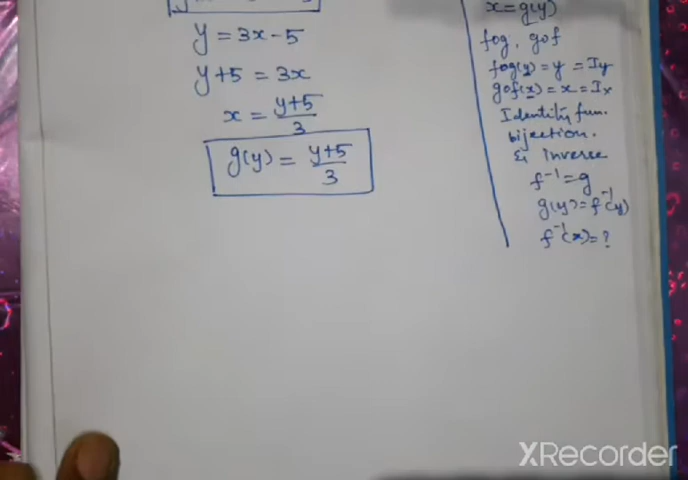 y = 3x - 5
y + 5 = 3x
x = y+5/3
g(y) = y+5/3
x = g(y)
fog, gof
fog(y) = y = Iy
gof(x) = x = Ix
Identity fun.
bijection.
& inverse
f⁻¹ = g
g(y) = f⁻¹(y)
f⁻¹(x) = ?
XRecorder